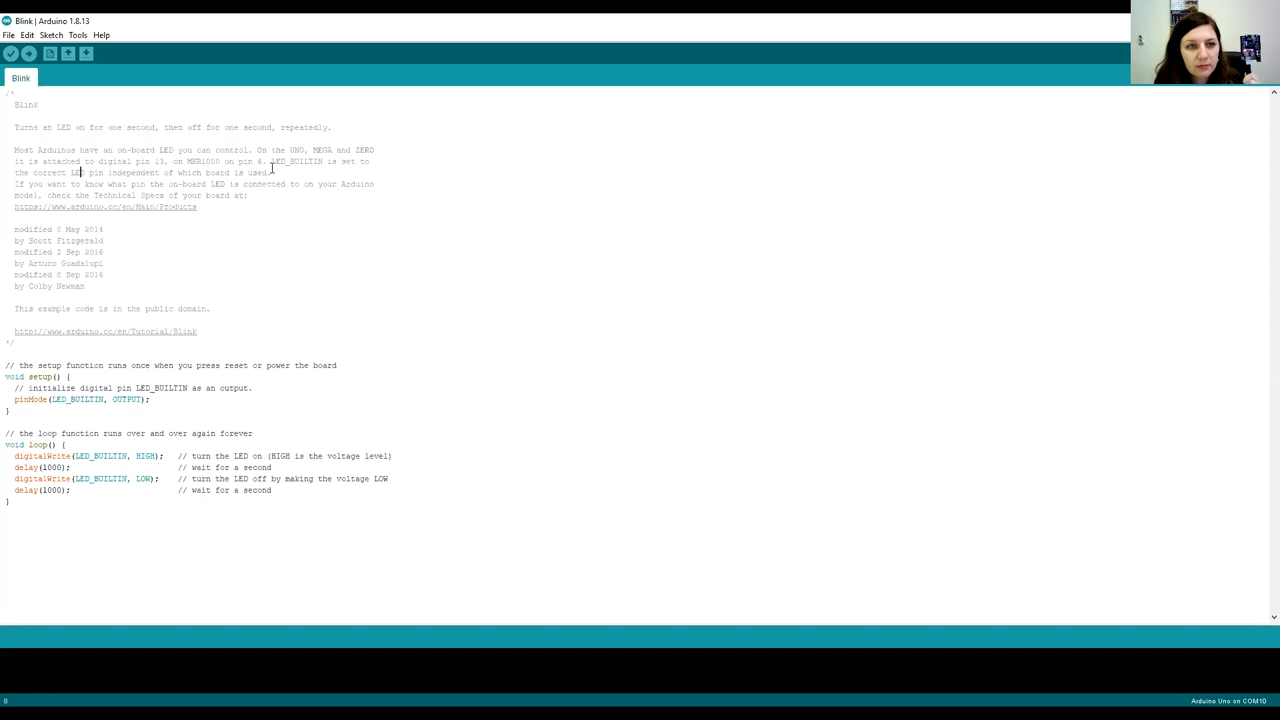 Blink | Arduino 1.8.13
File Edit Sketch Tools Help
Blink
/*
Blink
Turns an LED on for one second, then off for one second, repeatedly.
Most Arduinos have an on-board LED you can control. On the UNO, MEGA and ZERO
it is attached to digital pin 13, on MKR1000 on pin 6. LED_BUILTIN is set to
the correct LED pin independent of which board is used.
If you want to know what pin the on-board LED is connected to on your Arduino
model, check the Technical Specs of your board at:
https://www.arduino.cc/en/Main/Products
modified 8 May 2014
by Scott Fitzgerald
modified 2 Sep 2016
by Arturo Guadalupi
modified 8 Sep 2016
by Colby Newman
This example code is in the public domain.
http://www.arduino.cc/en/Tutorial/Blink
*/
// the setup function runs once when you press reset or power the board
void setup() {
// initialize digital pin LED_BUILTIN as an output.
pinMode(LED_BUILTIN, OUTPUT);
}
// the loop function runs over and over again forever
void loop() {
digitalWrite(LED_BUILTIN, HIGH); // turn the LED on (HIGH is the voltage level)
delay(1000); // wait for a second
digitalWrite(LED_BUILTIN, LOW); // turn the LED off by making the voltage LOW
delay(1000); // wait for a second
}
8 Arduino Uno on COM10